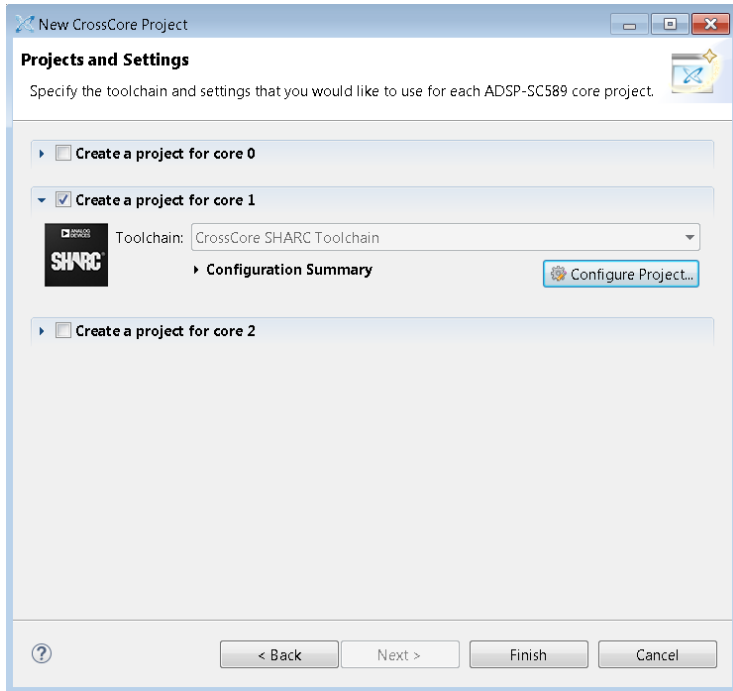 New CrossCore Project
Projects and Settings
Specify the toolchain and settings that you would like to use for each ADSP-SC589 core project.
Create a project for core 0
Create a project for core 1
ANALOG DEVICES
SHARC
Toolchain: CrossCore SHARC Toolchain
Configuration Summary
Configure Project...
Create a project for core 2
? < Back Next > Finish Cancel